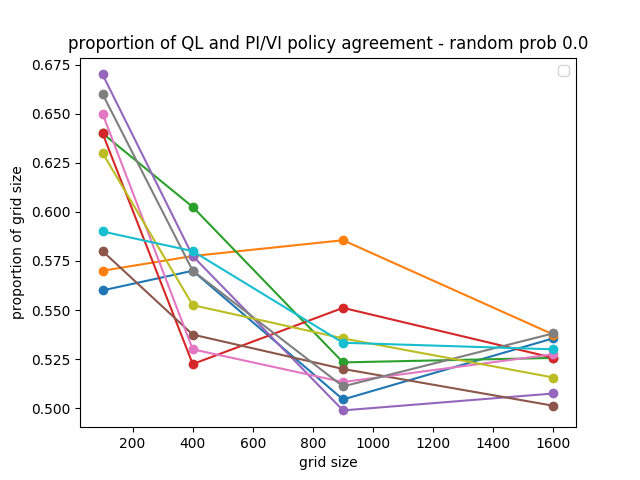 proportion of QL and PI/VI policy agreement - random prob 0.0
0.675
0.650
0.625
0.600
0.575
0.550
0.525
0.500
proportion of grid size
200 400 600 800 1000 1200 1400 1600
grid size